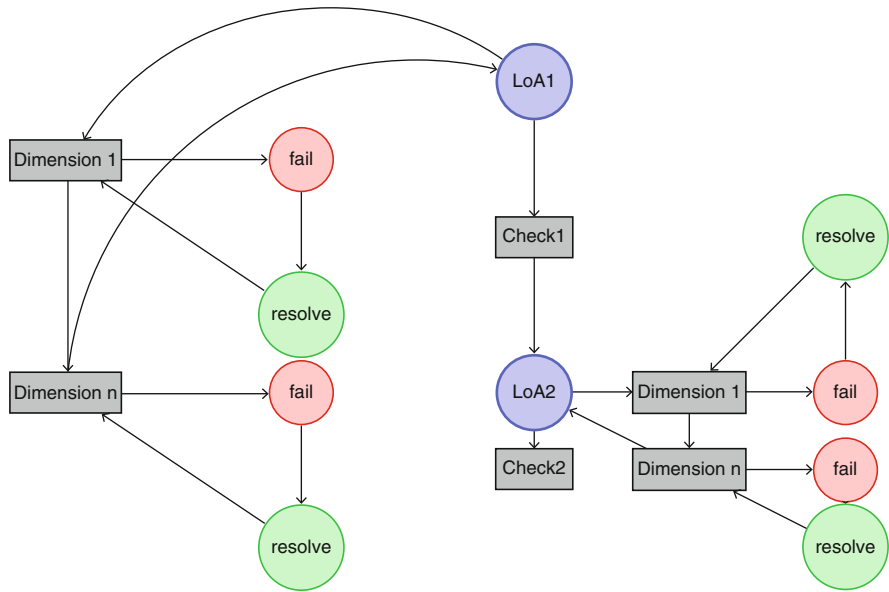 LoA1
Dimension 1
fail
Check1
resolve
resolve
Dimension n
fail
LoA2
Dimension 1
fail
Check2
Dimension n
fail
resolve
resolve